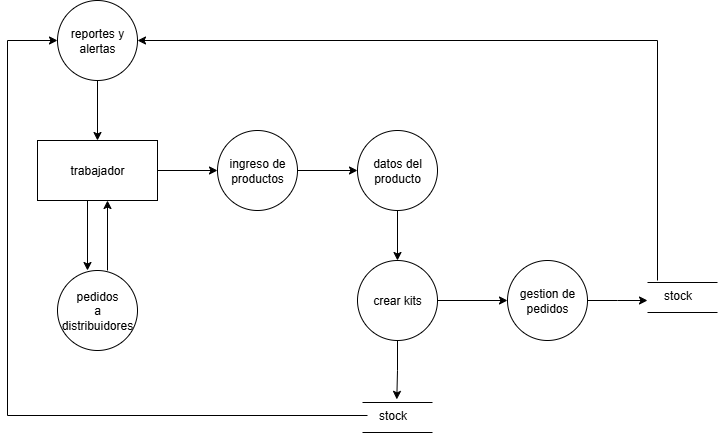 reportes y
alertas
trabajador
ingreso de
productos
datos del
producto
pedidos
a
distribuidores
crear kits
gestion de
pedidos
stock
stock